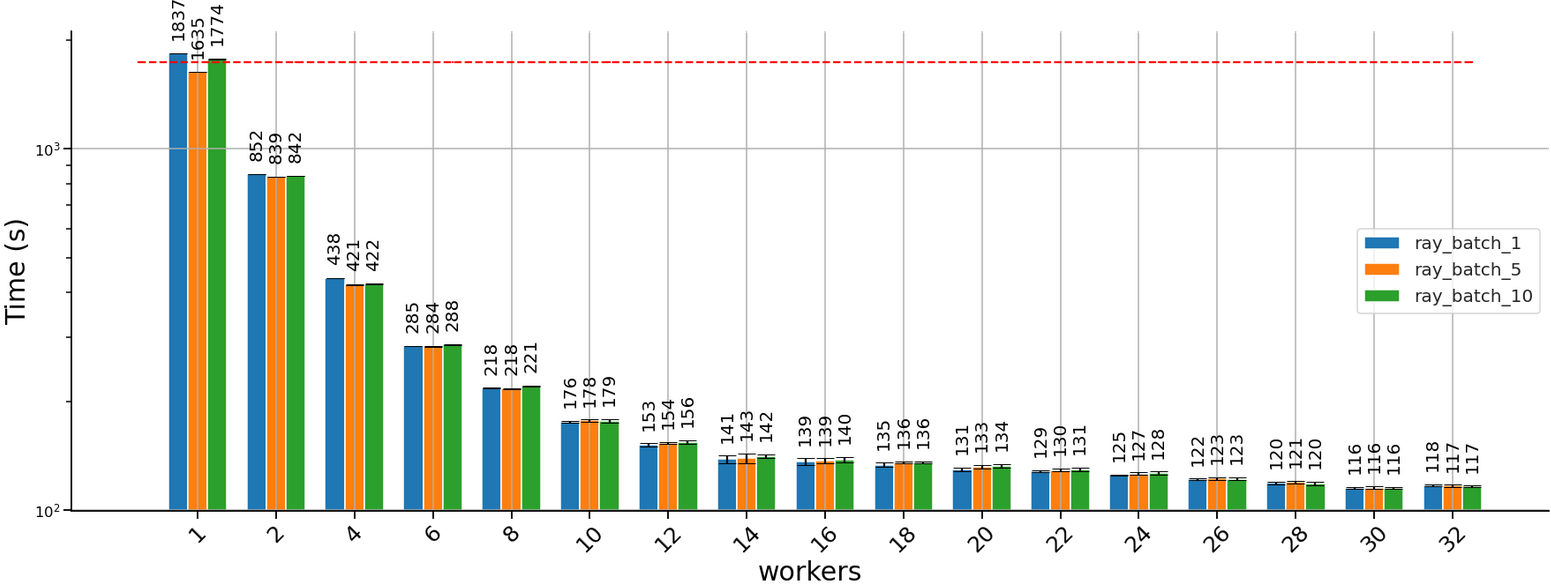 1837 1635 1774
852 839 842
438 421 422
285 284 288
218 218 221
176 178 179
153 154 156
141 143 142
139 139 140
135 136 136
131 133 134
129 130 131
125 127 128
122 123 123
120 121 120
116 116 116
118 117 117
10³
10²
Time (s)
ray_batch_1
ray_batch_5
ray_batch_10
1 2 4 6 8 10 12 14 16 18 20 22 24 26 28 30 32
workers